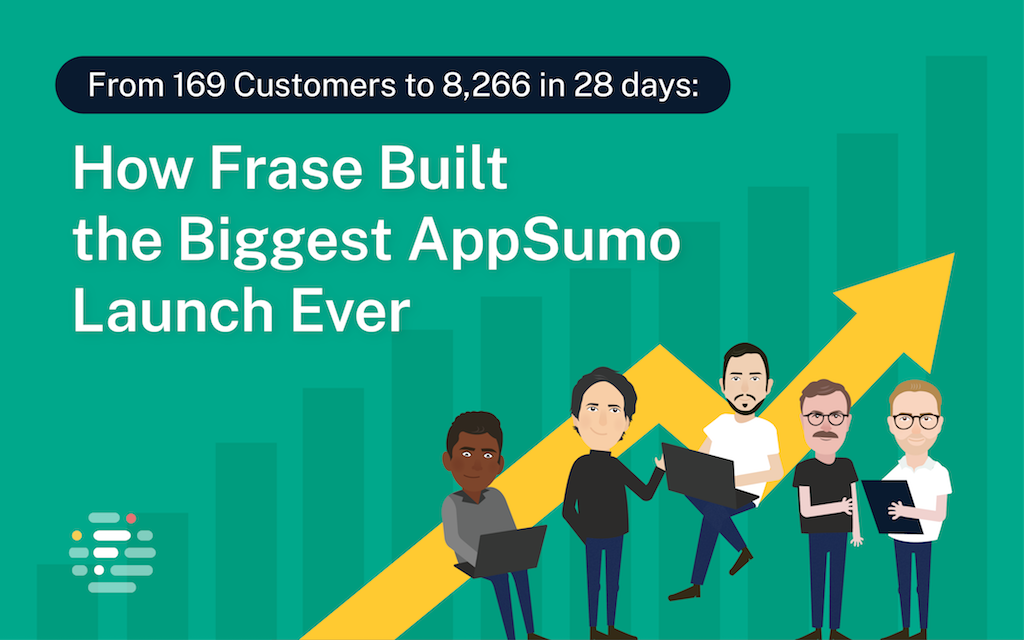 From 169 Customers to 8,266 in 28 days:
How Frase Built
the Biggest AppSumo
Launch Ever